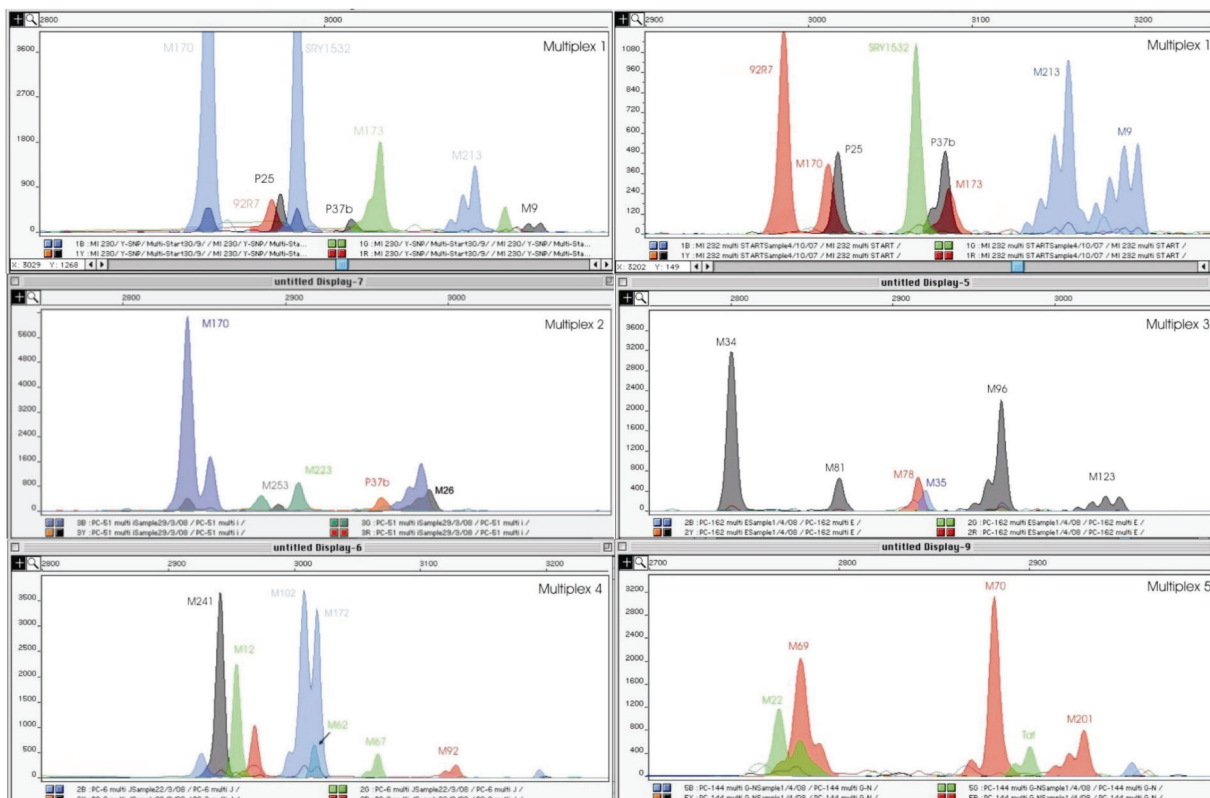 2800 3000
M170 SRY1532 Multiplex 1
3600
2700
1800
900
0
92R7 P25 P37b M173 M213 M9
1B : MI 230/ Y-SNP/ Multi-Start30/9/ / MI 230/ Y-SNP/ Multi-Sta... 1G : MI 230/ Y-SNP/ Multi-Start30/9/ / MI 230/ Y-SNP/ Multi-Sta...
1Y : MI 230/ Y-SNP/ Multi-Start30/9/ / MI 230/ Y-SNP/ Multi-Sta... 1R : MI 230/ Y-SNP/ Multi-Start30/9/ / MI 230/ Y-SNP/ Multi-Sta...
X: 3029 Y: 1268
2900 3000 3100 3200
Multiplex 1
1080
960
840
720
600
480
360
240
120
0
92R7 M170 P25 SRY1532 P37b M173 M213 M9
1B : MI 232 multi STARTSample4/10/07 / MI 232 multi START / 1G : MI 232 multi STARTSample4/10/07 / MI 232 multi START /
1Y : MI 232 multi STARTSample4/10/07 / MI 232 multi START / 1R : MI 232 multi STARTSample4/10/07 / MI 232 multi START /
X: 3202 Y: 149
untitled Display-7
2800 2900 3000
Multiplex 2
5600
4800
4000
3200
2400
1600
800
0
M170 M253 M223 P37b M26
3B : PC-51 multi iSample29/3/08 / PC-51 multi i / 3G : PC-51 multi iSample29/3/08 / PC-51 multi i /
3Y : PC-51 multi iSample29/3/08 / PC-51 multi i / 3R : PC-51 multi iSample29/3/08 / PC-51 multi i /
untitled Display-5
2800 2900 3000
Multiplex 3
3600
3200
2800
2400
2000
1600
1200
800
400
0
M34 M81 M78 M35 M96 M123
2B : PC-162 multi ESample1/4/08 / PC-162 multi E / 2G : PC-162 multi ESample1/4/08 / PC-162 multi E /
2Y : PC-162 multi ESample1/4/08 / PC-162 multi E / 2R : PC-162 multi ESample1/4/08 / PC-162 multi E /
untitled Display-6
2800 2900 3000 3100 3200
Multiplex 4
3500
3000
2500
2000
1500
1000
500
0
M241 M12 M102 M172 M62 M67 M92
2B : PC-6 multi JSample22/3/08 / PC-6 multi J / 2G : PC-6 multi JSample22/3/08 / PC-6 multi J /
untitled Display-9
2700 2800 2900
Multiplex 5
3200
2800
2400
2000
1600
1200
800
400
0
M22 M69 M70 Tat M201
5B : PC-144 multi G-NSample1/4/08 / PC-144 multi G-N / 5G : PC-144 multi G-NSample1/4/08 / PC-144 multi G-N /